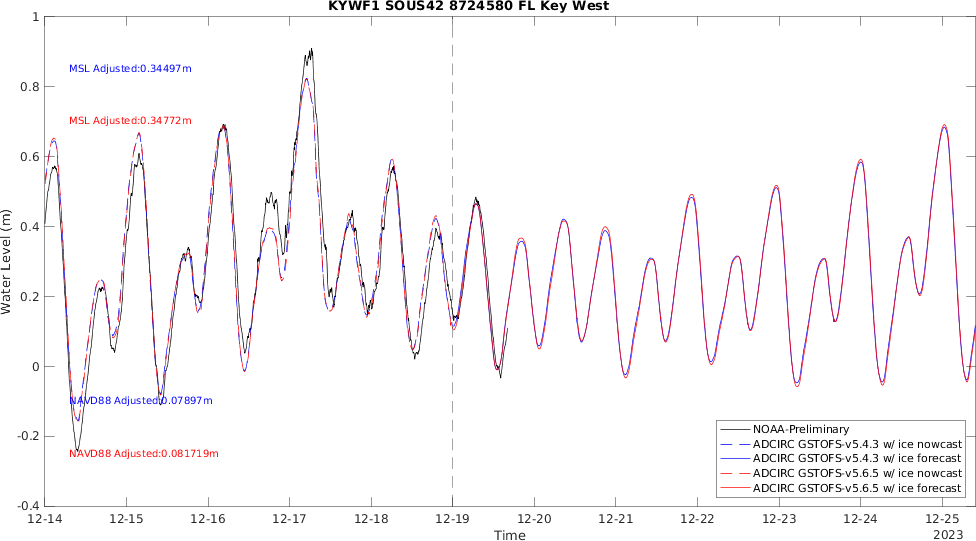 KYWF1 SOUS42 8724580 FL Key West
1
0.8
0.6
0.4
0.2
0
-0.2
-0.4
Water Level (m)
MSL Adjusted:0.34497m
MSL Adjusted:0.34772m
NAVD88 Adjusted:0.07897m
NAVD88 Adjusted:0.081719m
NOAA-Preliminary
ADCIRC GSTOFS-v5.4.3 w/ ice nowcast
ADCIRC GSTOFS-v5.4.3 w/ ice forecast
ADCIRC GSTOFS-v5.6.5 w/ ice nowcast
ADCIRC GSTOFS-v5.6.5 w/ ice forecast
12-14 12-15 12-16 12-17 12-18 12-19 12-20 12-21 12-22 12-23 12-24 12-25
2023
Time